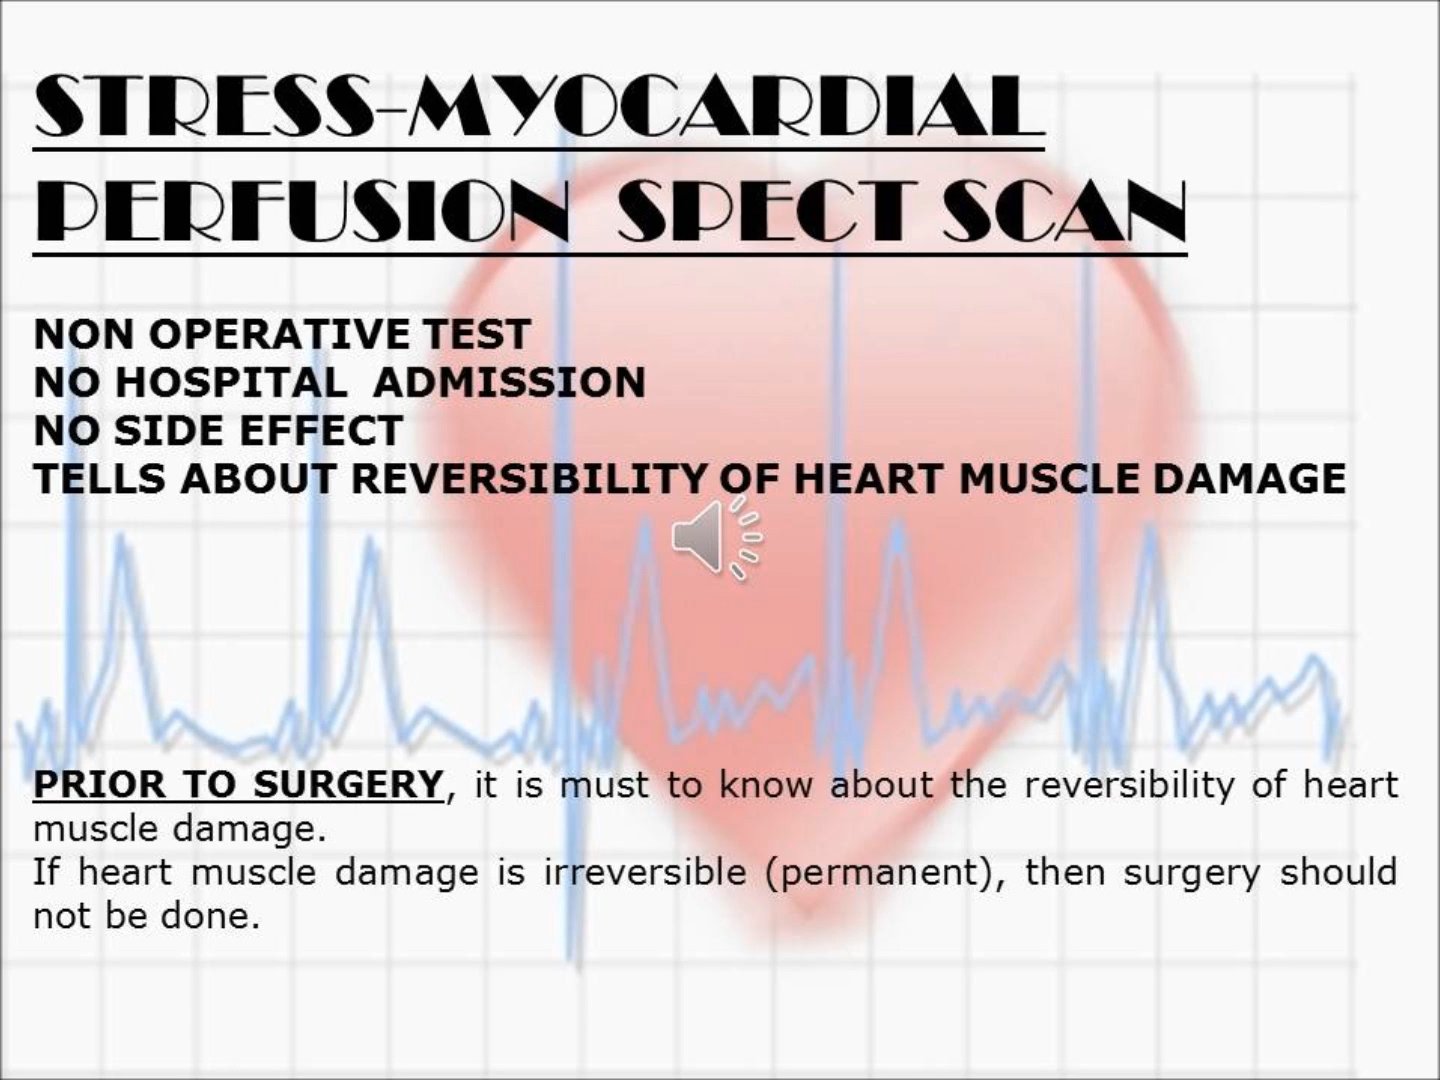 STRESS-MYOCARDIAL
PERFUSION SPECT SCAN
NON OPERATIVE TEST
NO HOSPITAL ADMISSION
NO SIDE EFFECT
TELLS ABOUT REVERSIBILITY OF HEART MUSCLE DAMAGE
PRIOR TO SURGERY, it is must to know about the reversibility of heart
muscle damage.
If heart muscle damage is irreversible (permanent), then surgery should
not be done.